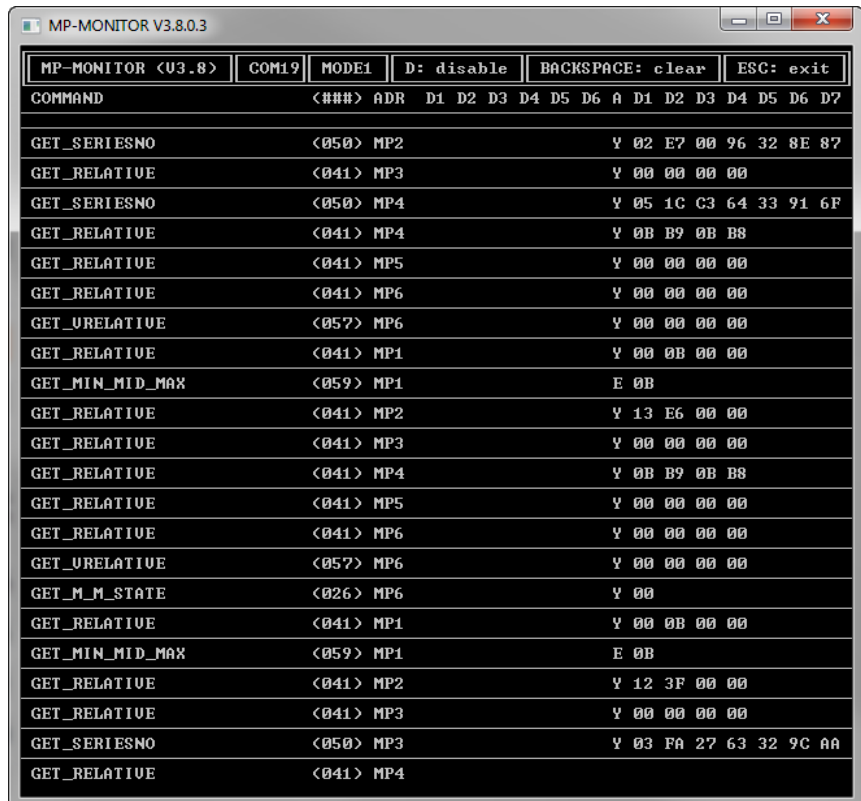 MP-MONITOR V3.8.0.3
MP-MONITOR (V3.8) COM19 MODE1 D: disable BACKSPACE: clear ESC: exit
COMMAND (###) ADR D1 D2 D3 D4 D5 D6 A D1 D2 D3 D4 D5 D6 D7
GET_SERIESNO (050) MP2 Y 02 E7 00 96 32 8E 87
GET_RELATIVE (041) MP3 Y 00 00 00 00
GET_SERIESNO (050) MP4 Y 05 1C C3 64 33 91 6F
GET_RELATIVE (041) MP4 Y 0B B9 0B B8
GET_RELATIVE (041) MP5 Y 00 00 00 00
GET_RELATIVE (041) MP6 Y 00 00 00 00
GET_VRELATIVE (057) MP6 Y 00 00 00 00
GET_RELATIVE (041) MP1 Y 00 0B 00 00
GET_MIN_MID_MAX (059) MP1 E 0B
GET_RELATIVE (041) MP2 Y 13 E6 00 00
GET_RELATIVE (041) MP3 Y 00 00 00 00
GET_RELATIVE (041) MP4 Y 0B B9 0B B8
GET_RELATIVE (041) MP5 Y 00 00 00 00
GET_RELATIVE (041) MP6 Y 00 00 00 00
GET_VRELATIVE (057) MP6 Y 00 00 00 00
GET_M_M_STATE (026) MP6 Y 00
GET_RELATIVE (041) MP1 Y 00 0B 00 00
GET_MIN_MID_MAX (059) MP1 E 0B
GET_RELATIVE (041) MP2 Y 12 3F 00 00
GET_RELATIVE (041) MP3 Y 00 00 00 00
GET_SERIESNO (050) MP3 Y 03 FA 27 63 32 9C AA
GET_RELATIVE (041) MP4